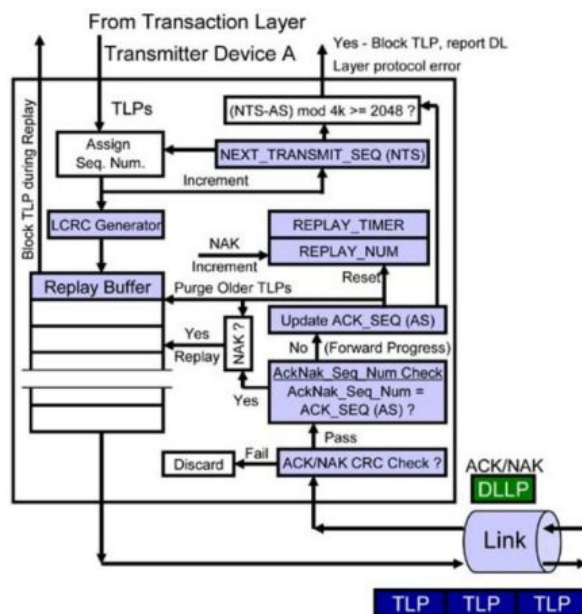 From Transaction Layer
Transmitter Device A
Yes - Block TLP, report DL
Layer protocol error
Block TLP during Replay
TLPs
(NTS-AS) mod 4k >= 2048 ?
Assign
Seq. Num.
NEXT_TRANSMIT_SEQ (NTS)
Increment
LCRC Generator
REPLAY_TIMER
NAK
REPLAY_NUM
Increment
Reset
Replay Buffer
Purge Older TLPs
Update ACK_SEQ (AS)
Yes
NAK ?
Replay
No (Forward Progress)
AckNak_Seq_Num Check
AckNak_Seq_Num =
ACK_SEQ (AS) ?
Yes
Pass
Fail
Discard
ACK/NAK CRC Check ?
ACK/NAK
DLLP
Link
TLP TLP TLP